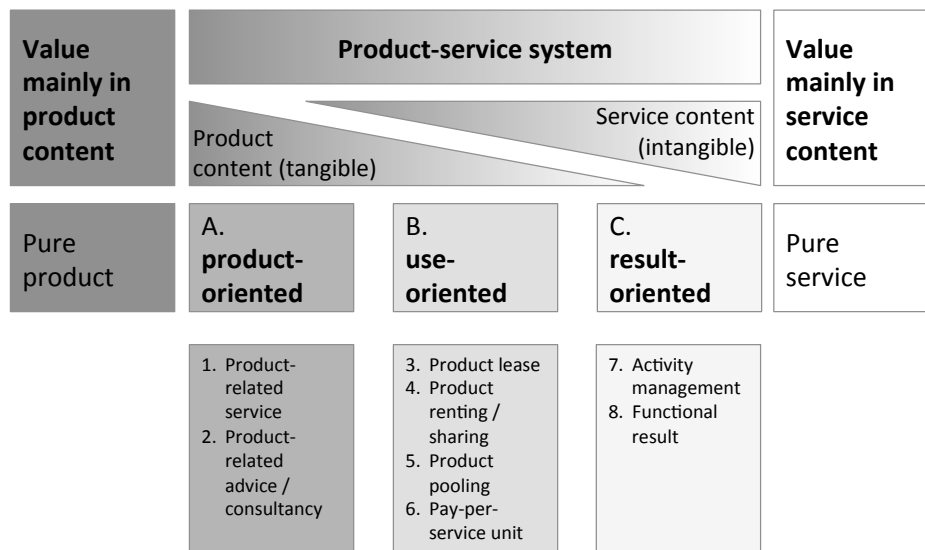 Value
mainly in
product
content
Product-service system
Product
content (tangible)
Service content
(intangible)
Value
mainly in
service
content
Pure
product
A.
product-
oriented
B.
use-
oriented
C.
result-
oriented
Pure
service
1. Product-
related
service
2. Product-
related
advice /
consultancy
3. Product lease
4. Product
renting /
sharing
5. Product
pooling
6. Pay-per-
service unit
7. Activity
management
8. Functional
result